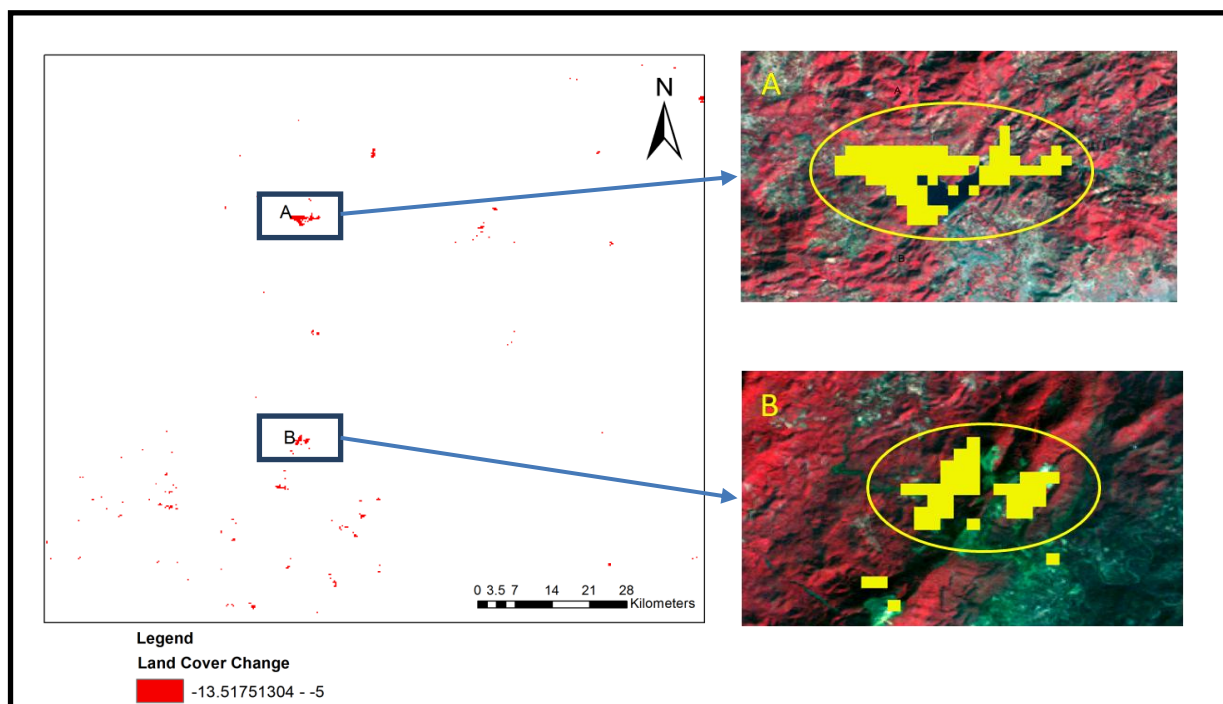 N
A
B
0 3.5 7 14 21 28
Kilometers
A
A
B
B
Legend
Land Cover Change
-13.51751304 - -5